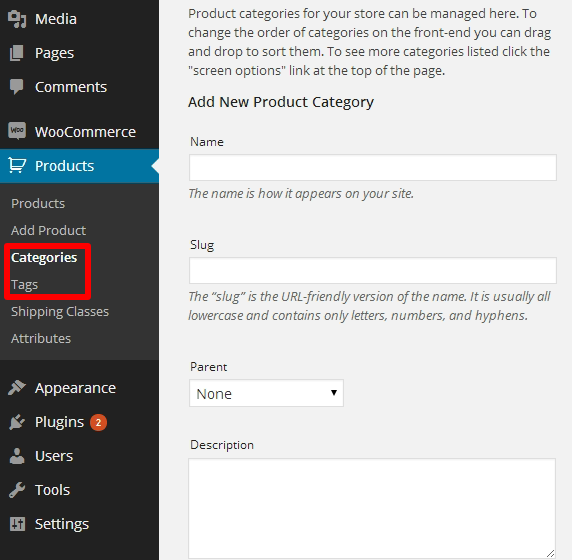 Media
Pages
Comments
Woo
WooCommerce
Products
Products
Add Product
Categories
Tags
Shipping Classes
Attributes
Appearance
Plugins 2
Users
Tools
Settings
Product categories for your store can be managed here. To
change the order of categories on the front-end you can drag
and drop to sort them. To see more categories listed click the
"screen options" link at the top of the page.
Add New Product Category
Name
The name is how it appears on your site.
Slug
The “slug” is the URL-friendly version of the name. It is usually all
lowercase and contains only letters, numbers, and hyphens.
Parent
None
Description